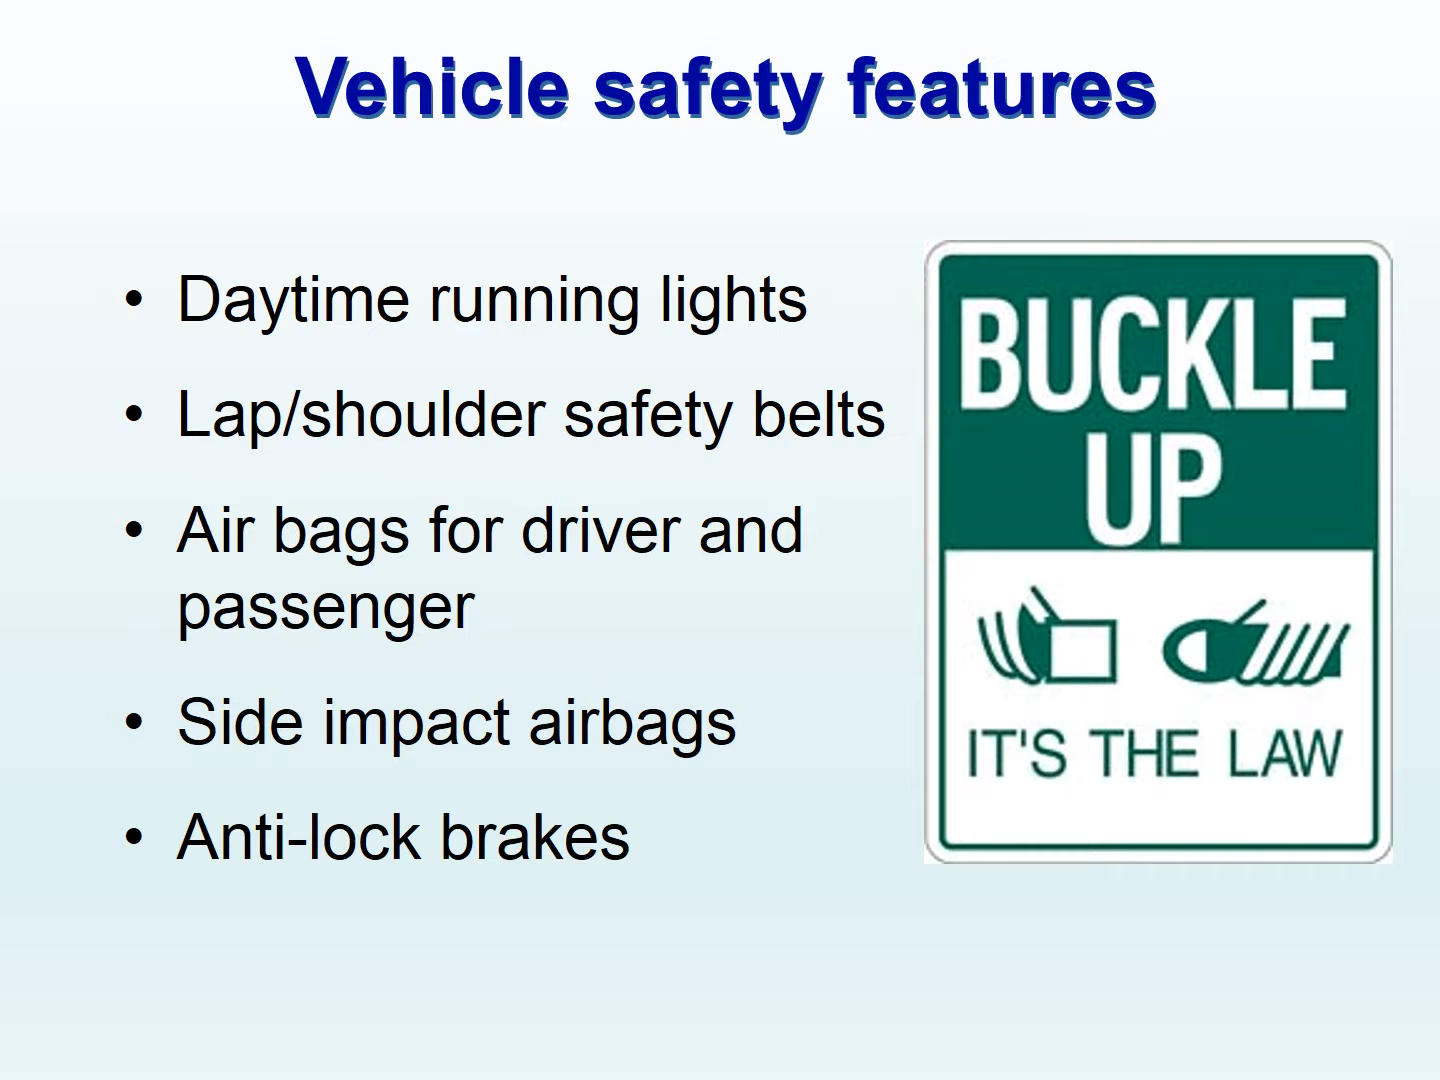 Vehicle safety features
• Daytime running lights
• Lap/shoulder safety belts
• Air bags for driver and
passenger
• Side impact airbags
• Anti-lock brakes
BUCKLE
UP
IT'S THE LAW